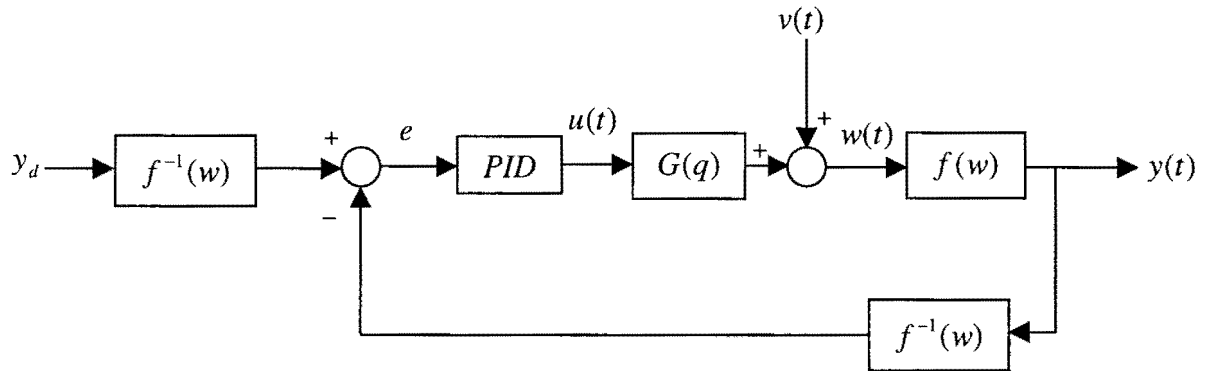 v(t)
+
y_d
f⁻¹(w)
+
e
PID
u(t)
G(q)
+
w(t)
f(w)
y(t)
−
f⁻¹(w)